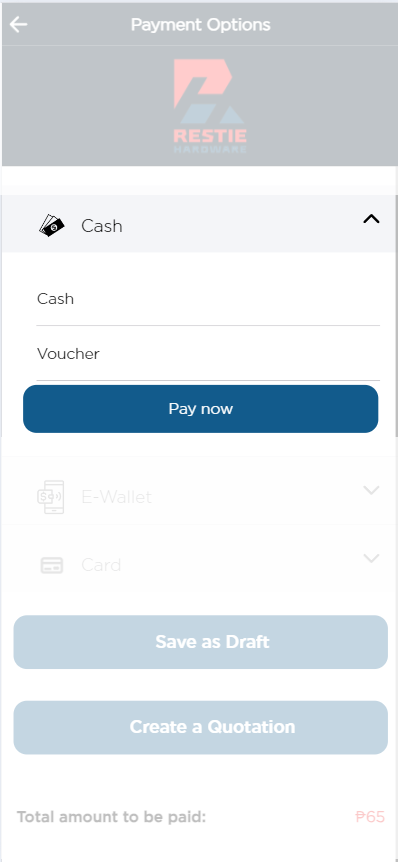 Payment Options
RESTIE
HARDWARE
Cash
Cash
Voucher
Pay now
E-Wallet
Card
Save as Draft
Create a Quotation
Total amount to be paid: ₱65